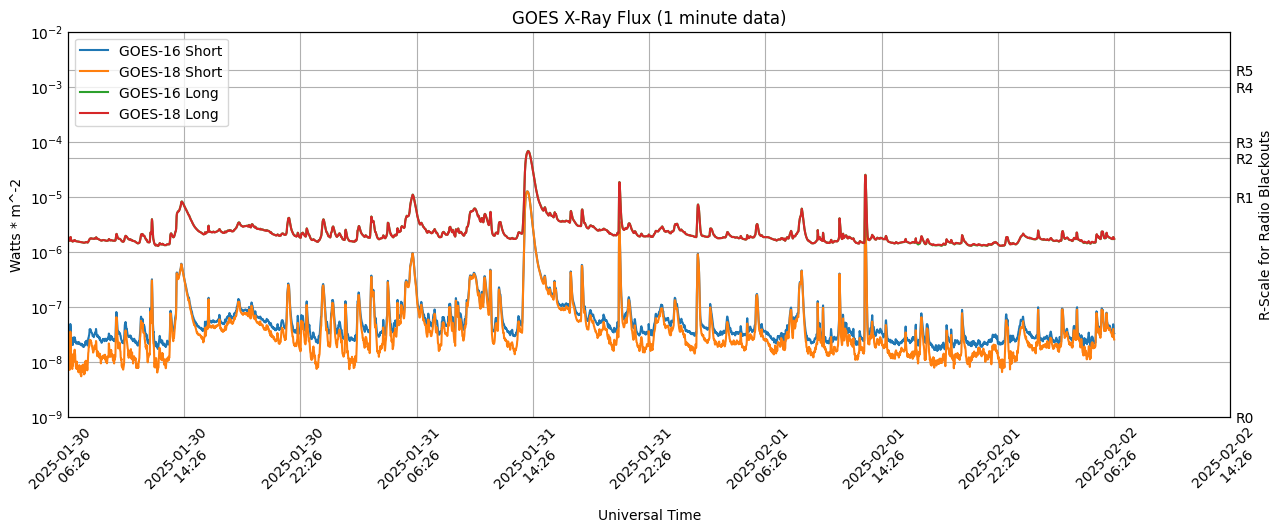 GOES X-Ray Flux (1 minute data)
GOES-16 Short
GOES-18 Short
GOES-16 Long
GOES-18 Long
10^-2
10^-3
10^-4
10^-5
10^-6
10^-7
10^-8
10^-9
Watts * m^-2
R5
R4
R3
R2
R1
R0
R-Scale for Radio Blackouts
2025-01-30
06:26
2025-01-30
14:26
2025-01-30
22:26
2025-01-31
06:26
2025-01-31
14:26
2025-01-31
22:26
2025-02-01
06:26
2025-02-01
14:26
2025-02-01
22:26
2025-02-02
06:26
2025-02-02
14:26
Universal Time